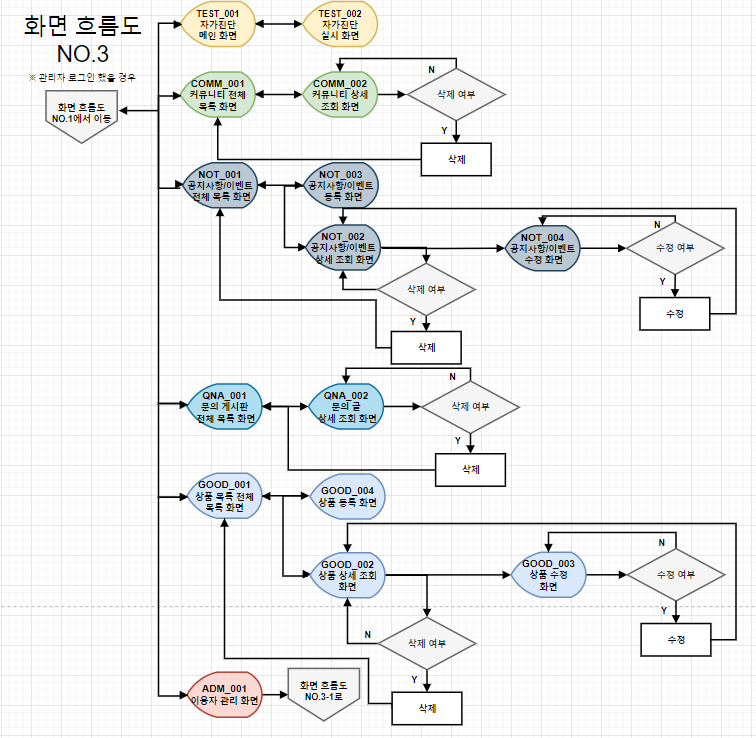 화면 흐름도
NO.3
※ 관리자 로그인 했을 경우
화면 흐름도
NO.1에서 이동
TEST_001
자가진단
메인 화면
TEST_002
자가진단
실시 화면
COMM_001
커뮤니티 전체
목록 화면
COMM_002
커뮤니티 상세
조회 화면
N
삭제 여부
Y
삭제
NOT_001
공지사항/이벤트
전체 목록 화면
NOT_003
공지사항/이벤트
등록 화면
NOT_002
공지사항/이벤트
상세 조회 화면
NOT_004
공지사항/이벤트
수정 화면
N
수정 여부
Y
수정
삭제 여부
Y
삭제
QNA_001
문의 게시판
전체 목록 화면
QNA_002
문의 글
상세 조회 화면
N
삭제 여부
Y
삭제
GOOD_001
상품 목록 전체
목록 화면
GOOD_004
상품 등록 화면
GOOD_002
상품 상세 조회
화면
GOOD_003
상품 수정
화면
N
수정 여부
Y
수정
N
삭제 여부
Y
삭제
ADM_001
이용자 관리 화면
화면 흐름도
NO.3-1로